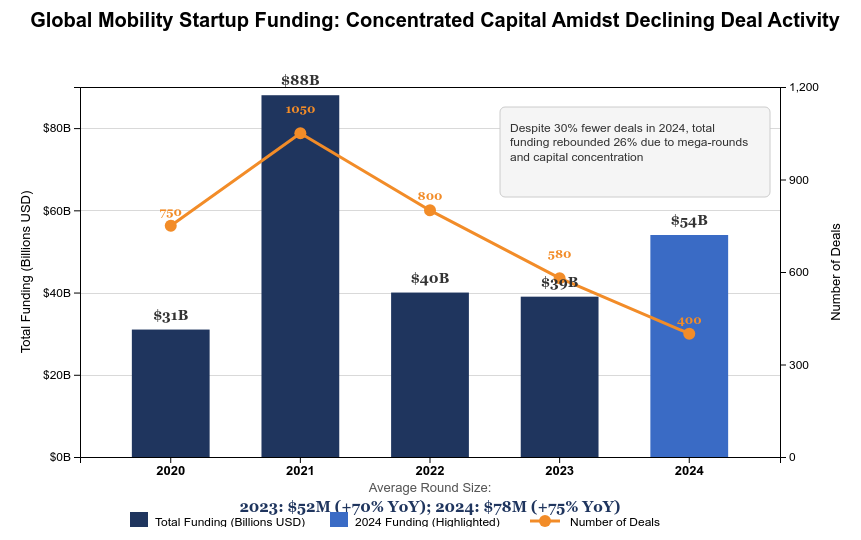 Global Mobility Startup Funding: Concentrated Capital Amidst Declining Deal Activity
$88B
1050
$80B
1,200
Despite 30% fewer deals in 2024, total
funding rebounded 26% due to mega-rounds
and capital concentration
900
800
750
$60B
$54B
580
600
$40B
$40B
$39B
$31B
400
$20B
300
$0B
0
Total Funding (Billions USD)
Number of Deals
2020
2021
2022
2023
2024
Average Round Size:
2023: $52M (+70% YoY); 2024: $78M (+75% YoY)
Total Funding (Billions USD)
2024 Funding (Highlighted)
Number of Deals